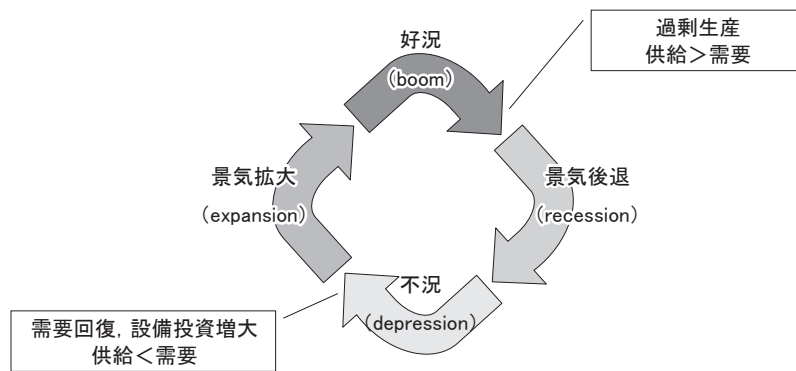 好況
（boom）
過剰生産
供給＞需要
景気拡大
（expansion）
景気後退
（recession）
不況
（depression）
需要回復，設備投資増大
供給＜需要